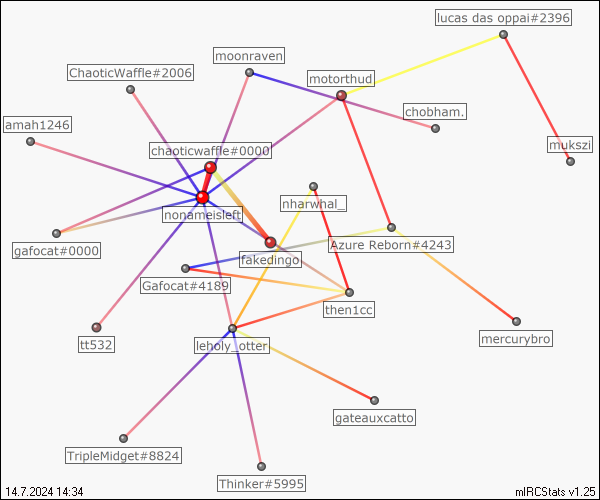 lucas das oppai#2396
moonraven
ChaoticWaffle#2006
motorthud
chobham.
amah1246
mukszi
chaoticwaffle#0000
nharwhal_
nonameisleft
gafocat#0000
Azure Reborn#4243
fakedingo
Gafocat#4189
then1cc
mercurybro
tt532
leholy_otter
gateauxcatto
TripleMidget#8824
Thinker#5995
14.7.2024 14:34
mIRCStats v1.25